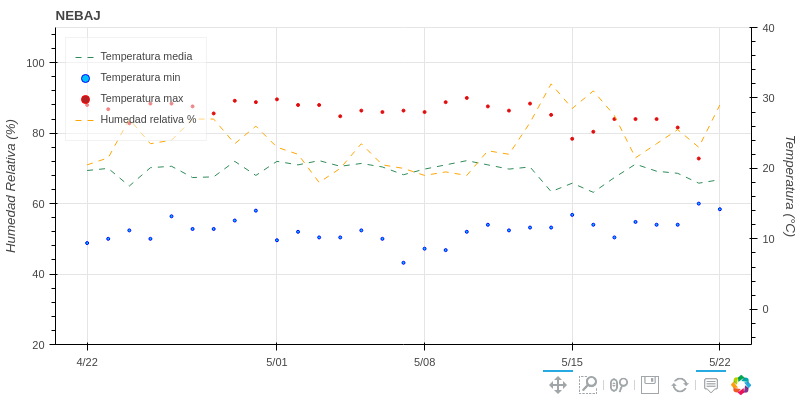 NEBAJ
Temperatura media
Temperatura min
Temperatura max
Humedad relativa %
Humedad Relativa (%)
100
80
60
40
20
Temperatura (°C)
40
30
20
10
0
4/22 5/01 5/08 5/15 5/22